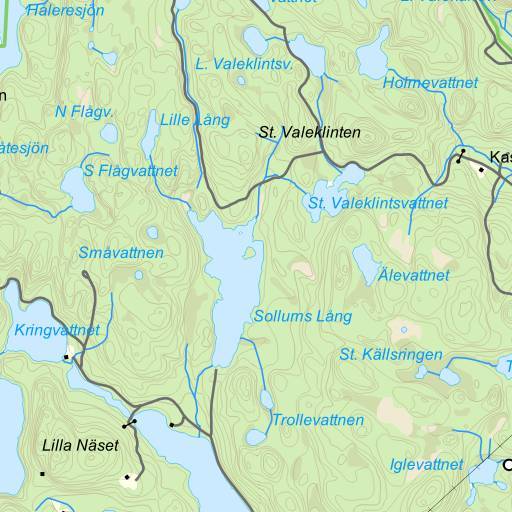 Haleresjön
L. Valeklintsv.
Holmevattnet
N Flågv.
Lille Lång
St. Valeklinten
Kas
S Flågvattnet
St. Valeklintsvattnet
Småvattnen
Älevattnet
Kringvattnet
Sollums Lång
St. Källsringen
Trollevattnen
Lilla Näset
Iglevattnet